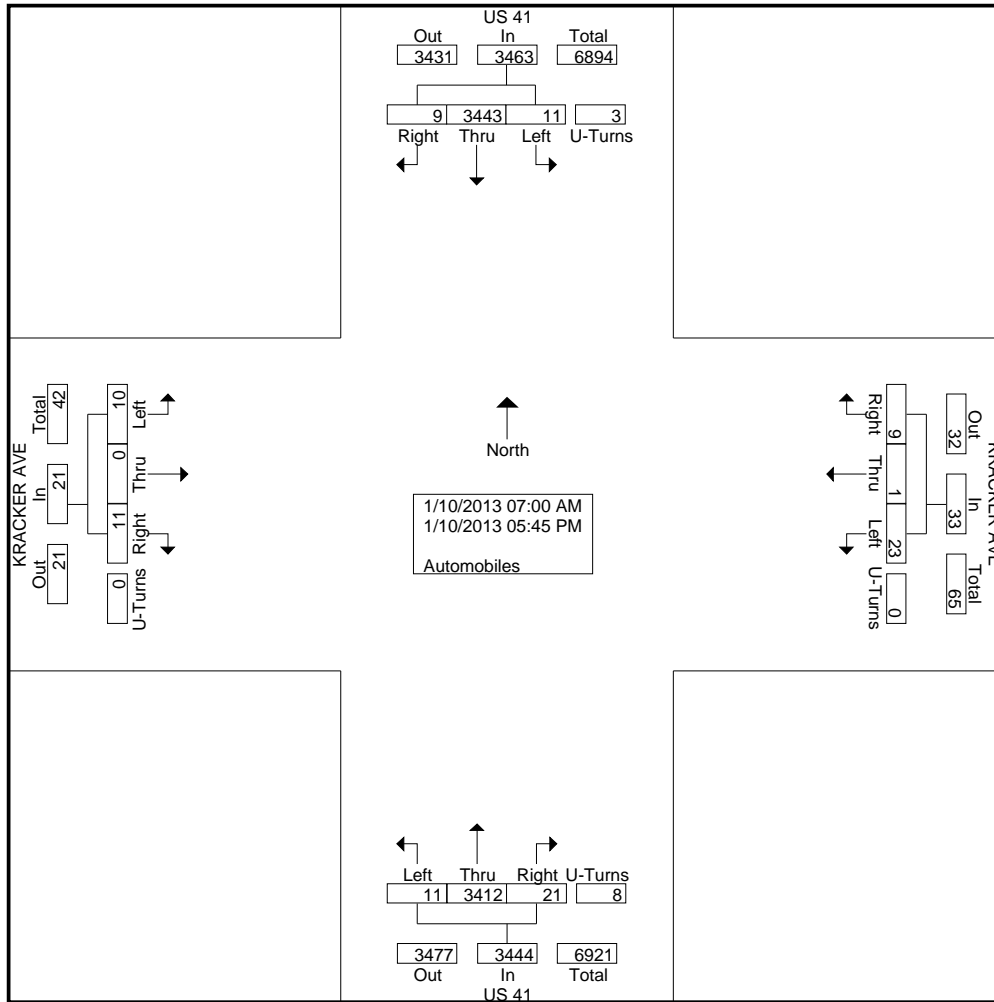 US 41
Out In Total
3431 3463 6894
9 3443 11 3
Right Thru Left U-Turns
KRACKER AVE
Total In Out
42 21 21
10 0 11 0
Left Thru Right U-Turns
North
1/10/2013 07:00 AM
1/10/2013 05:45 PM
Automobiles
Right Thru Left U-Turns
9 1 23 0
Out In Total
32 33 65
KRACKER AVE
Left Thru Right U-Turns
11 3412 21 8
3477 3444 6921
Out In Total
US 41